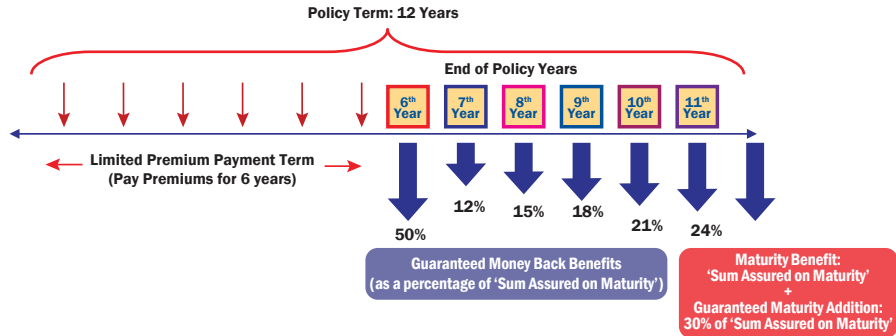 Policy Term: 12 Years
End of Policy Years
6th Year
7th Year
8th Year
9th Year
10th Year
11th Year
Limited Premium Payment Term
(Pay Premiums for 6 years)
50%
12%
15%
18%
21%
24%
Guaranteed Money Back Benefits
(as a percentage of ‘Sum Assured on Maturity’)
Maturity Benefit:
‘Sum Assured on Maturity’
+
Guaranteed Maturity Addition:
30% of ‘Sum Assured on Maturity’